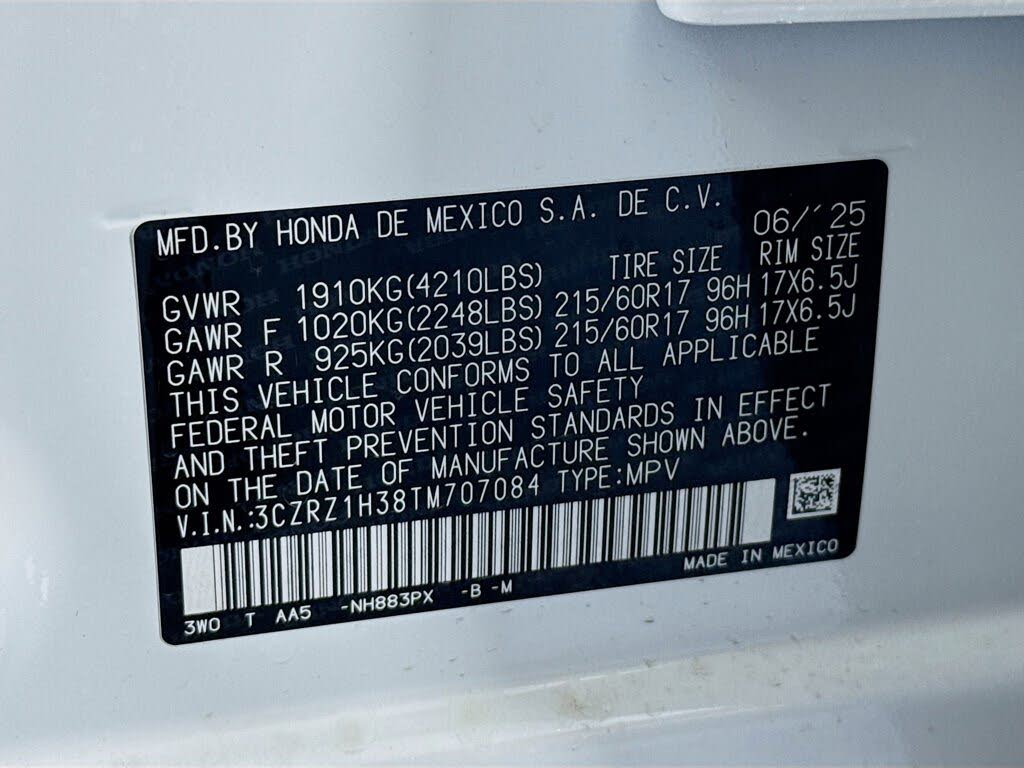 MFD.BY HONDA DE MEXICO S.A. DE C.V. 06/'25
TIRE SIZE RIM SIZE
GVWR 1910KG(4210LBS)
GAWR F 1020KG(2248LBS) 215/60R17 96H 17X6.5J
GAWR R 925KG(2039LBS) 215/60R17 96H 17X6.5J
THIS VEHICLE CONFORMS TO ALL APPLICABLE
FEDERAL MOTOR VEHICLE SAFETY
AND THEFT PREVENTION STANDARDS IN EFFECT
ON THE DATE OF MANUFACTURE SHOWN ABOVE.
V.I.N.:3CZRZ1H38TM707084 TYPE:MPV
MADE IN MEXICO
3W0 T AA5 -NH883PX -B -M